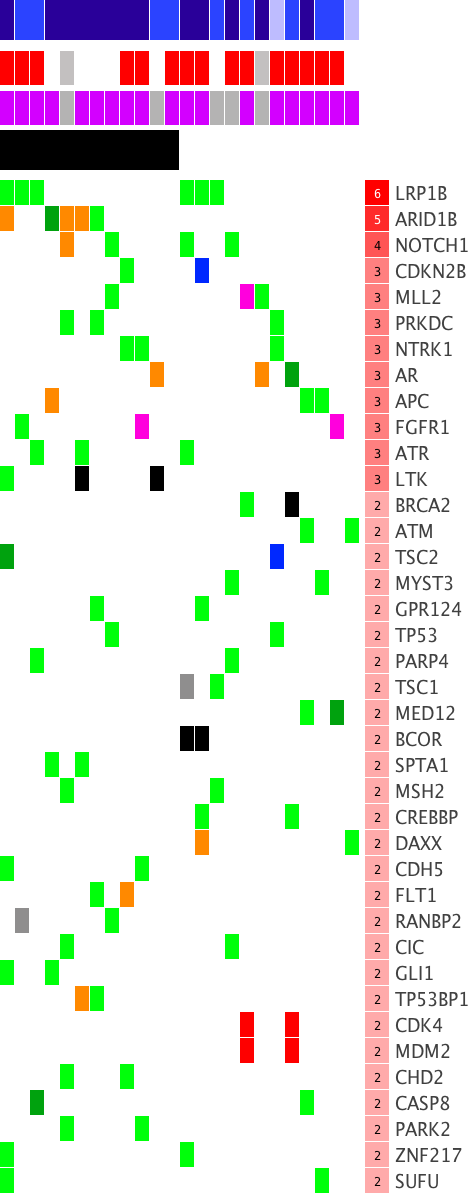 6 LRP1B
5 ARID1B
4 NOTCH1
3 CDKN2B
3 MLL2
3 PRKDC
3 NTRK1
3 AR
3 APC
3 FGFR1
3 ATR
3 LTK
2 BRCA2
2 ATM
2 TSC2
2 MYST3
2 GPR124
2 TP53
2 PARP4
2 TSC1
2 MED12
2 BCOR
2 SPTA1
2 MSH2
2 CREBBP
2 DAXX
2 CDH5
2 FLT1
2 RANBP2
2 CIC
2 GLI1
2 TP53BP1
2 CDK4
2 MDM2
2 CHD2
2 CASP8
2 PARK2
2 ZNF217
2 SUFU